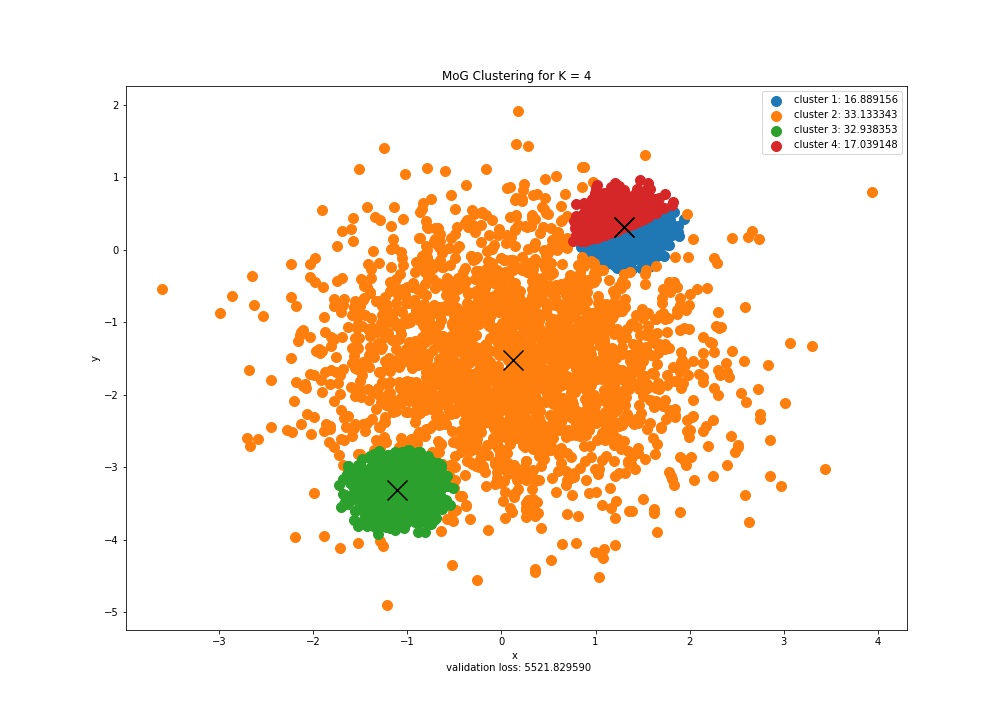 MoG Clustering for K = 4
cluster 1: 16.889156
cluster 2: 33.133343
cluster 3: 32.938353
cluster 4: 17.039148
2
1
0
−1
−2
−3
−4
−5
y
−3 −2 −1 0 1 2 3 4
x
validation loss: 5521.829590